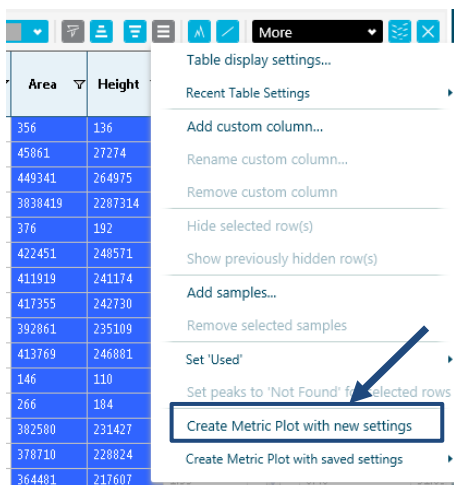 More
Area Height
Table display settings...
Recent Table Settings
356 136
Add custom column...
45861 27274
Rename custom column...
449341 264975
Remove custom column
3838419 2287314
376 192
Hide selected row(s)
422451 248571
Show previously hidden row(s)
411919 241174
Add samples...
417355 242730
Remove selected samples
392861 235109
413769 246881
Set 'Used'
146 110
Set peaks to 'Not Found' for selected rows
266 184
Create Metric Plot with new settings
382580 231427
378710 228824
Create Metric Plot with saved settings
364481 217607